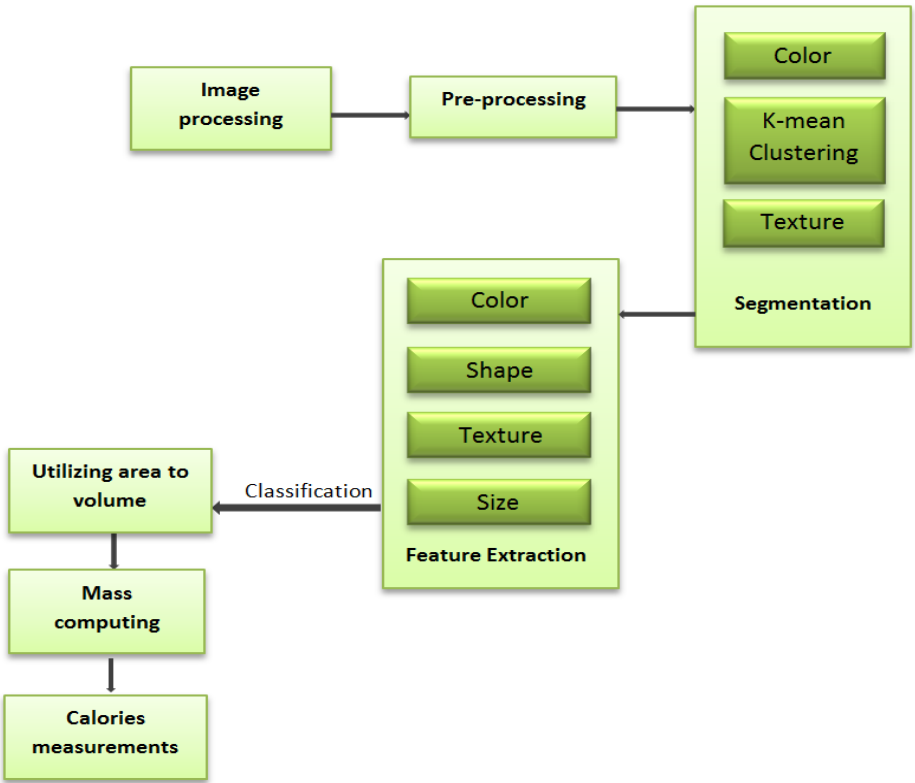 Image
processing
Pre-processing
Color
K-mean
Clustering
Texture
Segmentation
Color
Shape
Texture
Size
Feature Extraction
Classification
Utilizing area to
volume
Mass
computing
Calories
measurements